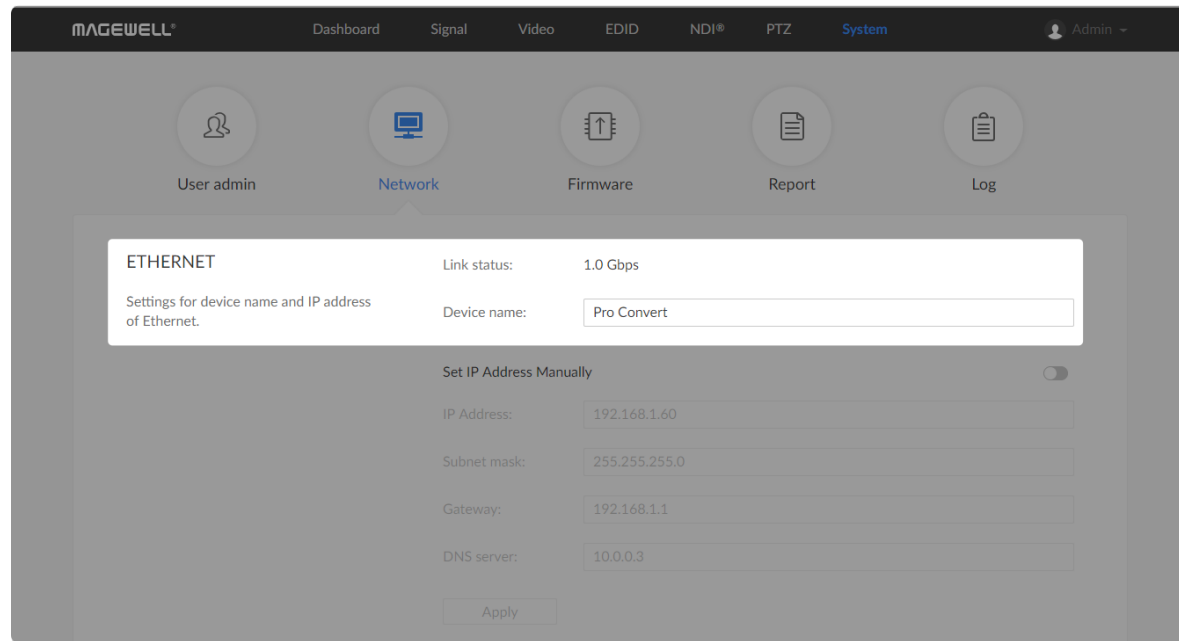 MAGEWELL®
Dashboard Signal Video EDID NDI® PTZ System Admin
User admin Network Firmware Report Log
ETHERNET
Settings for device name and IP address
of Ethernet.
Link status: 1.0 Gbps
Device name: Pro Convert
Set IP Address Manually
IP Address: 192.168.1.60
Subnet mask: 255.255.255.0
Gateway: 192.168.1.1
DNS server: 10.0.0.3
Apply